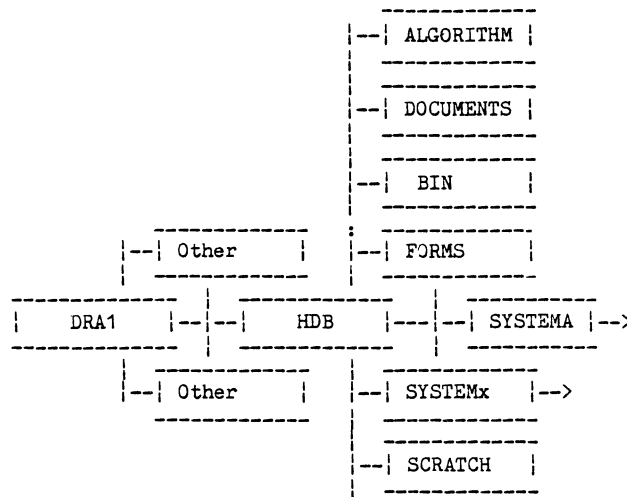 ALGORITHM
DOCUMENTS
BIN
Other FORMS
DRA1 HDB SYSTEMA
Other SYSTEMx
SCRATCH